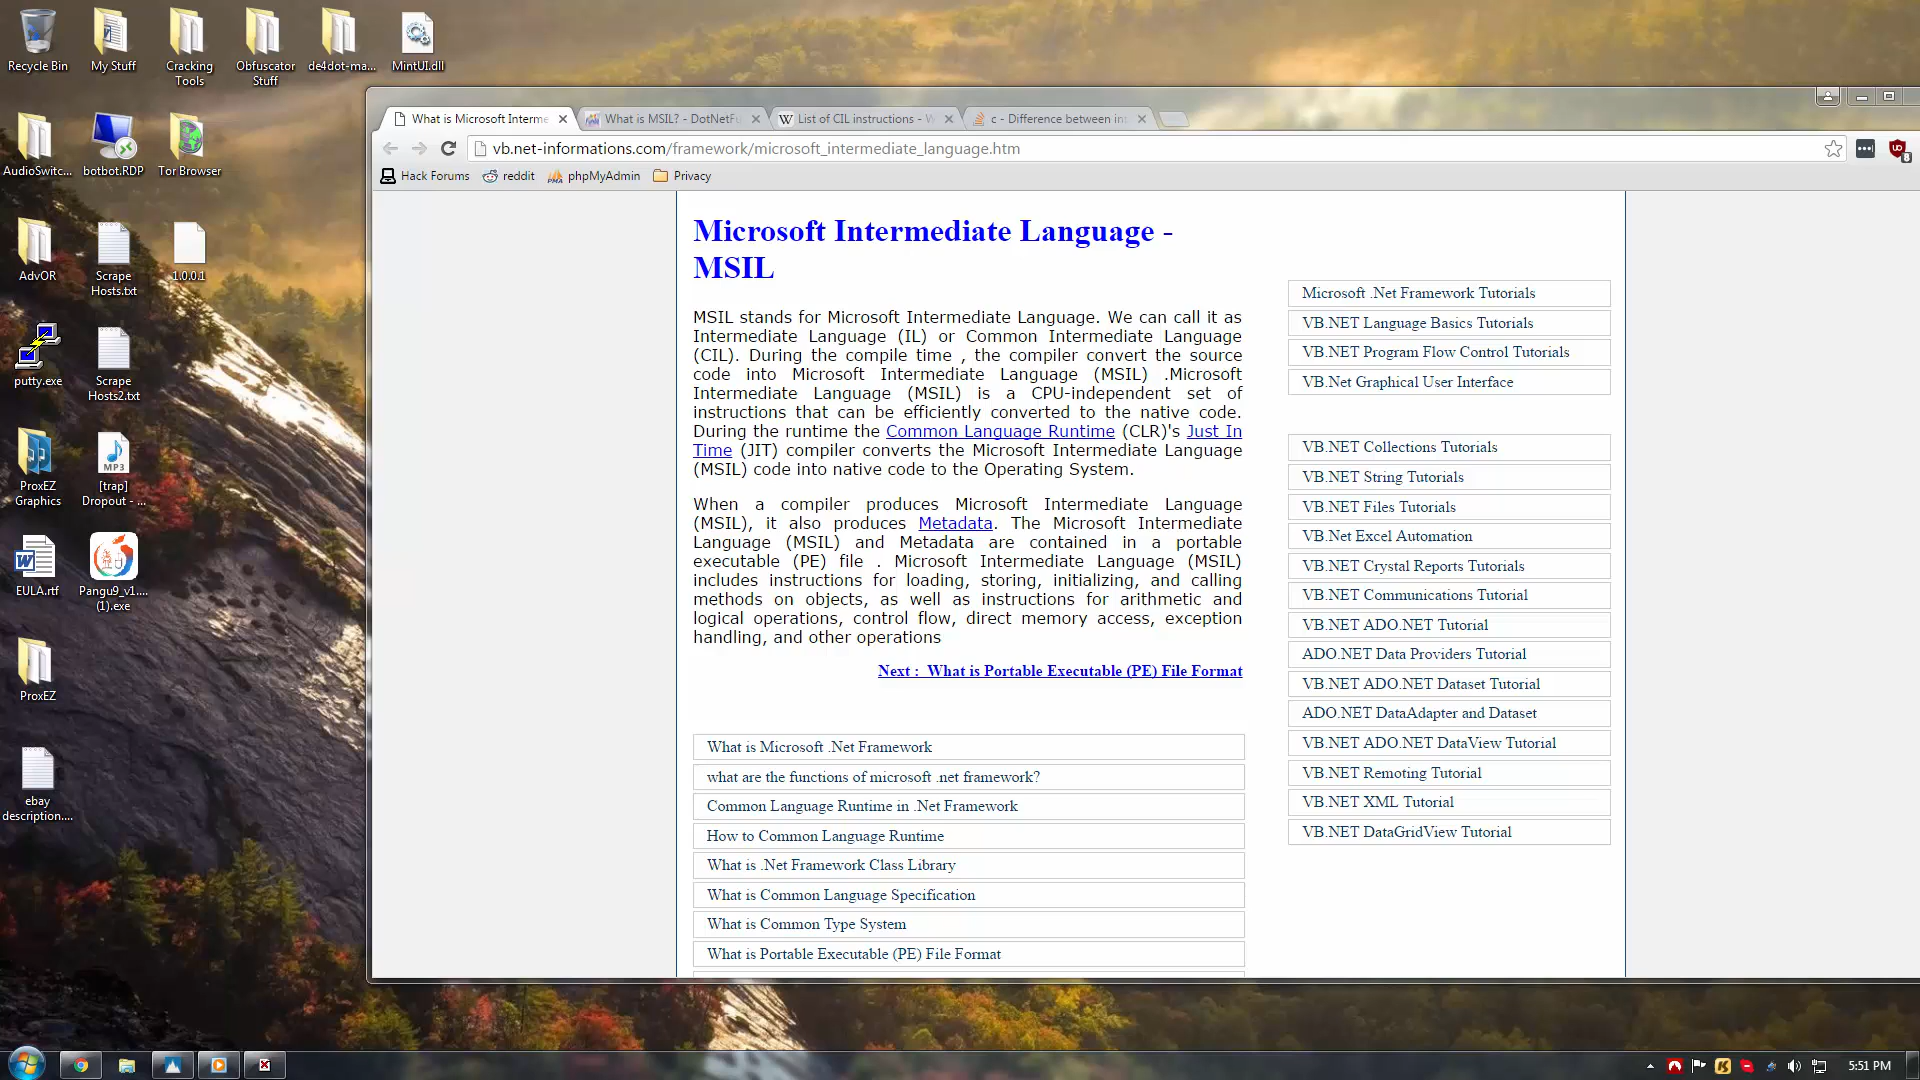 Recycle Bin
My Stuff
Cracking
Tools
Obfuscator
Stuff
de4dot-ma...
MintUI.dll
AudioSwitc...
botbot.RDP
Tor Browser
AdvOR
Scrape
Hosts.txt
1.0.0.1
putty.exe
Scrape
Hosts2.txt
ProxEZ
Graphics
MP3
[trap]
Dropout - ...
EULA.rtf
Pangu9_v1....
(1).exe
ProxEZ
ebay
description....
What is Microsoft Interme
What is MSIL? - DotNetFu
List of CIL instructions - W
c - Difference between int
vb.net-informations.com/framework/microsoft_intermediate_language.htm
Hack Forums
reddit
phpMyAdmin
Privacy
8
Microsoft Intermediate Language -
MSIL
MSIL stands for Microsoft Intermediate Language. We can call it as
Intermediate Language (IL) or Common Intermediate Language
(CIL). During the compile time , the compiler convert the source
code into Microsoft Intermediate Language (MSIL) .Microsoft
Intermediate Language (MSIL) is a CPU-independent set of
instructions that can be efficiently converted to the native code.
During the runtime the Common Language Runtime (CLR)'s Just In
Time (JIT) compiler converts the Microsoft Intermediate Language
(MSIL) code into native code to the Operating System.
When a compiler produces Microsoft Intermediate Language
(MSIL), it also produces Metadata. The Microsoft Intermediate
Language (MSIL) and Metadata are contained in a portable
executable (PE) file . Microsoft Intermediate Language (MSIL)
includes instructions for loading, storing, initializing, and calling
methods on objects, as well as instructions for arithmetic and
logical operations, control flow, direct memory access, exception
handling, and other operations
Next :  What is Portable Executable (PE) File Format
What is Microsoft .Net Framework
what are the functions of microsoft .net framework?
Common Language Runtime in .Net Framework
How to Common Language Runtime
What is .Net Framework Class Library
What is Common Language Specification
What is Common Type System
What is Portable Executable (PE) File Format
Microsoft .Net Framework Tutorials
VB.NET Language Basics Tutorials
VB.NET Program Flow Control Tutorials
VB.Net Graphical User Interface
VB.NET Collections Tutorials
VB.NET String Tutorials
VB.NET Files Tutorials
VB.Net Excel Automation
VB.NET Crystal Reports Tutorials
VB.NET Communications Tutorial
VB.NET ADO.NET Tutorial
ADO.NET Data Providers Tutorial
VB.NET ADO.NET Dataset Tutorial
ADO.NET DataAdapter and Dataset
VB.NET ADO.NET DataView Tutorial
VB.NET Remoting Tutorial
VB.NET XML Tutorial
VB.NET DataGridView Tutorial
5:51 PM